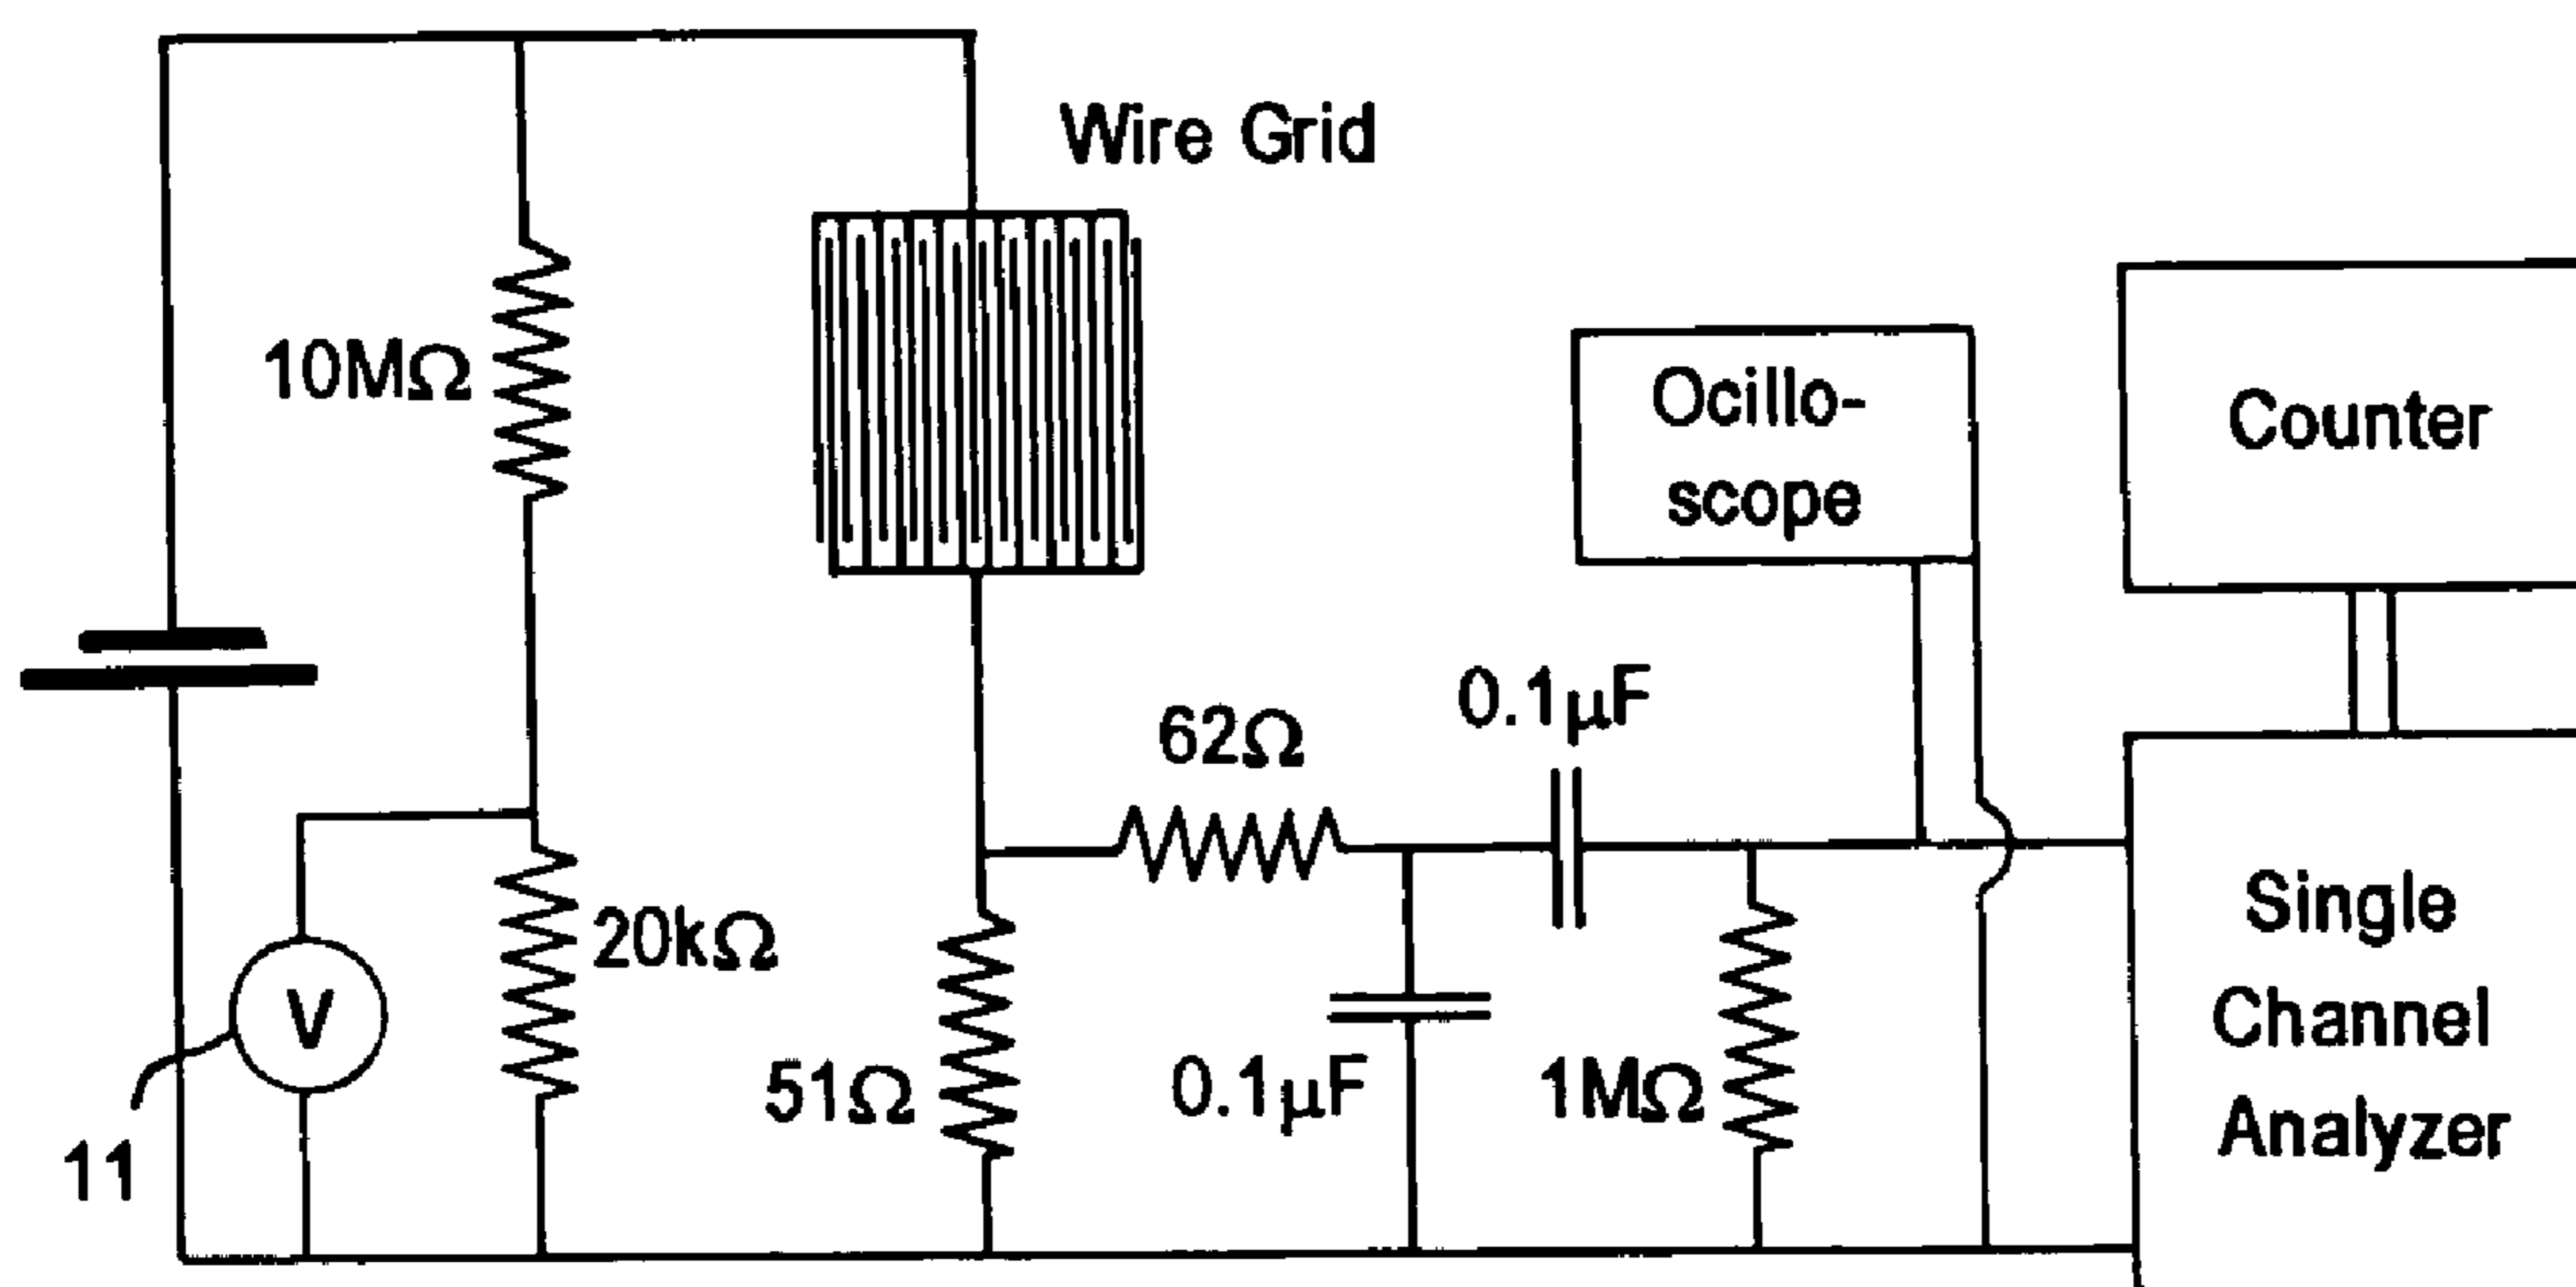 Wire Grid
10MΩ
Ocillo-
scope
Counter
62Ω
0.1μF
V
20kΩ
51Ω
0.1μF
1MΩ
Single
Channel
Analyzer
11